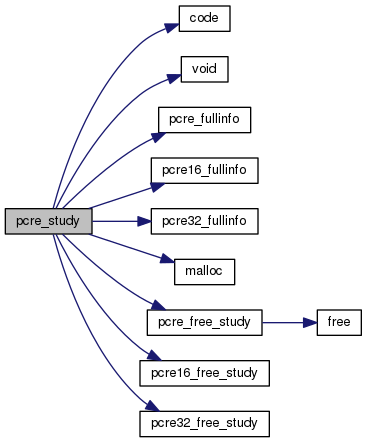 code
void
pcre_fullinfo
pcre16_fullinfo
pcre_study
pcre32_fullinfo
malloc
pcre_free_study
free
pcre16_free_study
pcre32_free_study